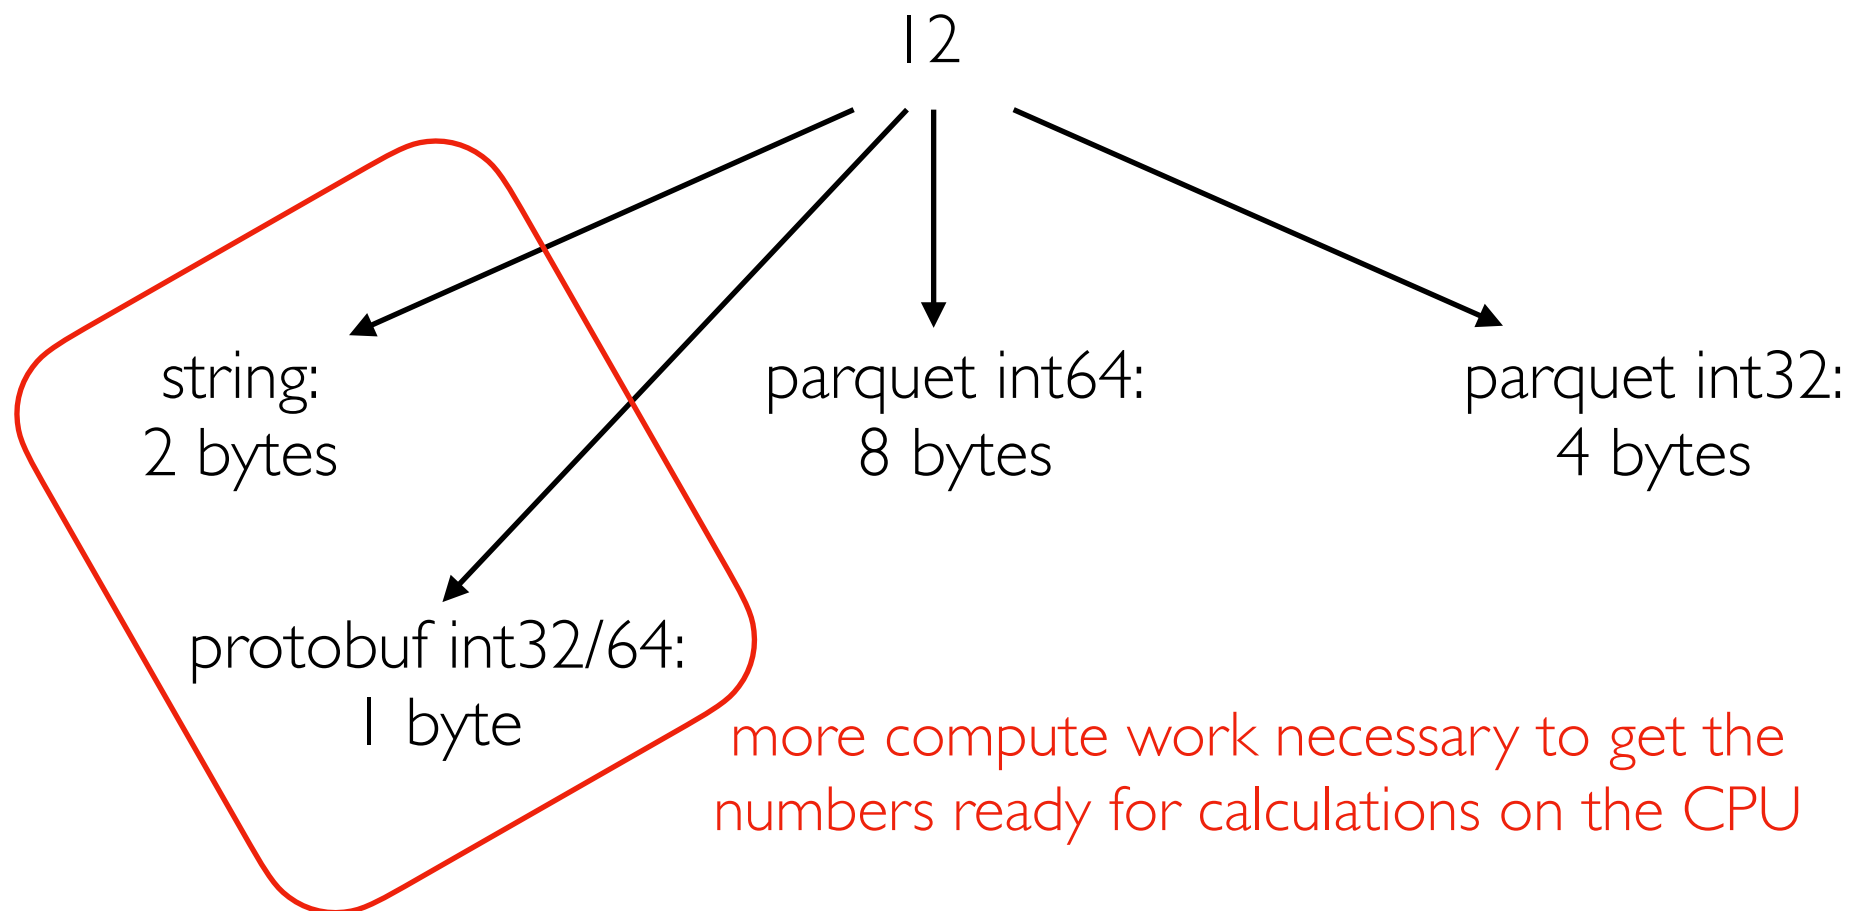 12
string:
2 bytes
parquet int64:
8 bytes
parquet int32:
4 bytes
protobuf int32/64:
1 byte
more compute work necessary to get the
numbers ready for calculations on the CPU